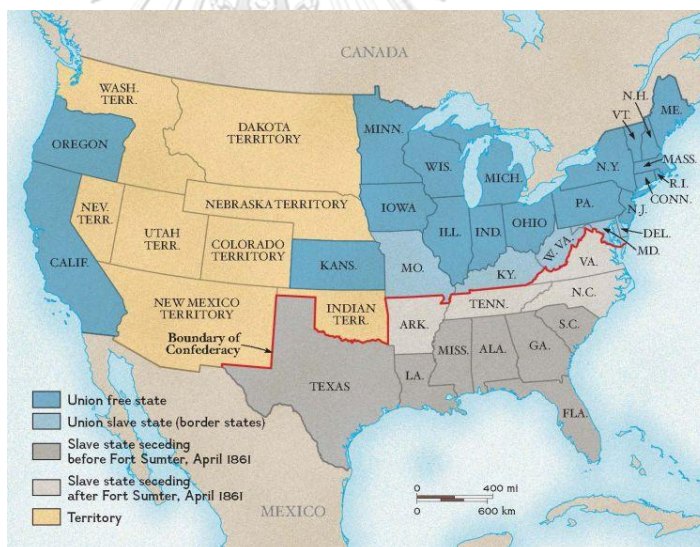 CANADA
WASH.
TERR.
OREGON
DAKOTA
TERRITORY
MINN.
WIS.
MICH.
N.H.
VT.
ME.
MASS.
R.I.
CONN.
N.Y.
NEBRASKA TERRITORY
IOWA
PA.
N.J.
NEV.
TERR.
UTAH
TERR.
COLORADO
TERRITORY
ILL.
IND.
OHIO
DEL.
MD.
W. VA.
VA.
CALIF.
KANS.
MO.
KY.
NEW MEXICO
TERRITORY
INDIAN
TERR.
TENN.
N.C.
ARK.
S.C.
Boundary of
Confederacy
MISS.
ALA.
GA.
TEXAS
LA.
FLA.
Union free state
Union slave state (border states)
Slave state seceding
before Fort Sumter, April 1861
Slave state seceding
after Fort Sumter, April 1861
Territory
MEXICO
0 400 mi
0 600 km